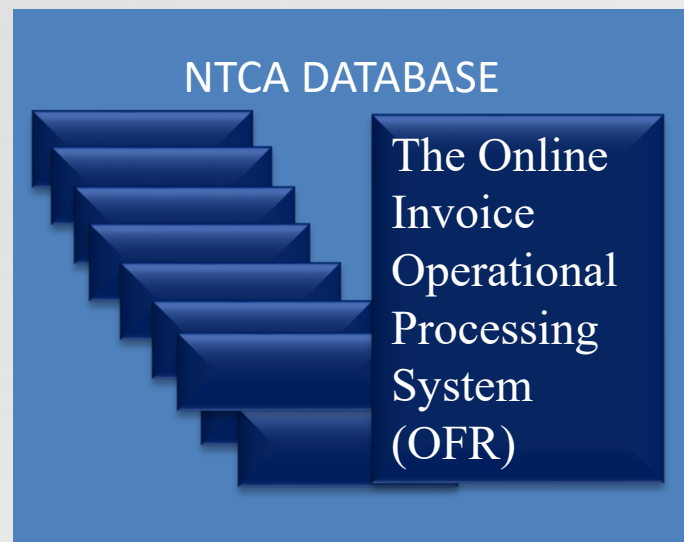 NTCA DATABASE
The Online
Invoice
Operational
Processing
System
(OFR)